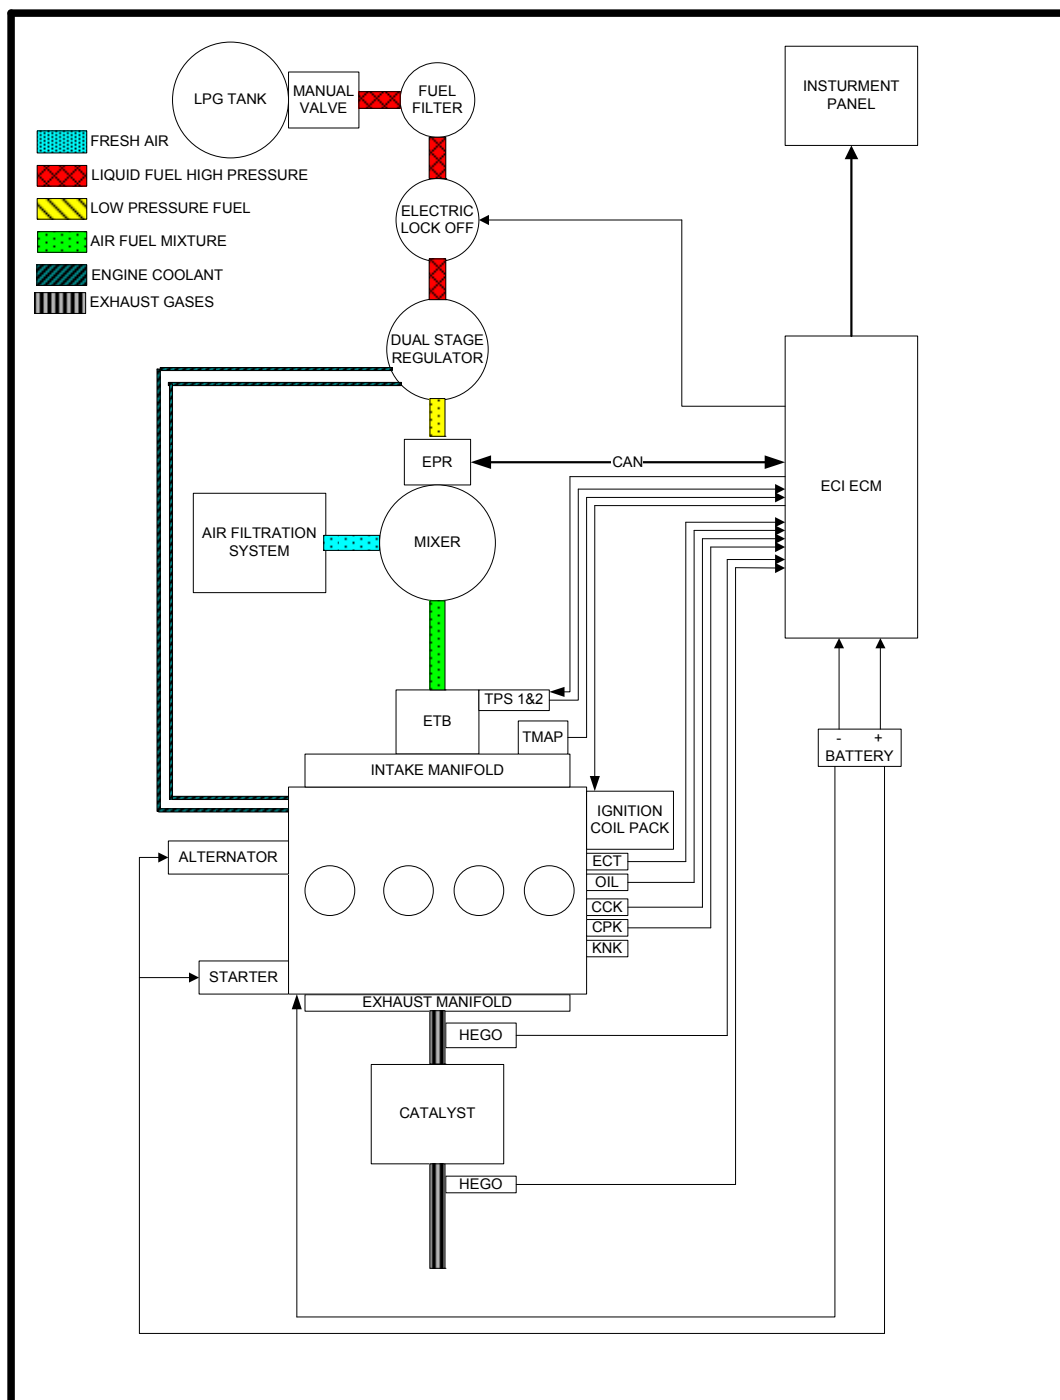 LPG TANK
MANUAL
VALVE
FUEL
FILTER
INSTURMENT
PANEL
FRESH AIR
LIQUID FUEL HIGH PRESSURE
LOW PRESSURE FUEL
AIR FUEL MIXTURE
ENGINE COOLANT
EXHAUST GASES
ELECTRIC
LOCK OFF
DUAL STAGE
REGULATOR
EPR
CAN
ECI ECM
AIR FILTRATION
SYSTEM
MIXER
ETB
TPS 1&2
TMAP
- +
BATTERY
INTAKE MANIFOLD
IGNITION
COIL PACK
ALTERNATOR
ECT
OIL
CCK
CPK
KNK
STARTER
EXHAUST MANIFOLD
HEGO
CATALYST
HEGO